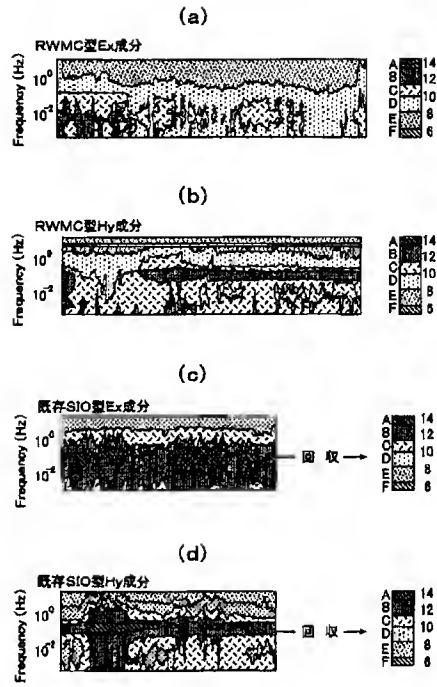 (a)
RWMC型Ex成分
Frequency (Hz)
10⁰
10⁻²
A
B
C
D
E
F
14
12
10
8
6
(b)
RWMC型Hy成分
Frequency (Hz)
10⁰
10⁻²
A
B
C
D
E
F
14
12
10
8
6
(c)
既存SIO型Ex成分
Frequency (Hz)
10⁰
10⁻²
回収
A
B
C
D
E
F
14
12
10
8
6
(d)
既存SIO型Hy成分
Frequency (Hz)
10⁰
10⁻²
回収
A
B
C
D
E
F
14
12
10
8
6